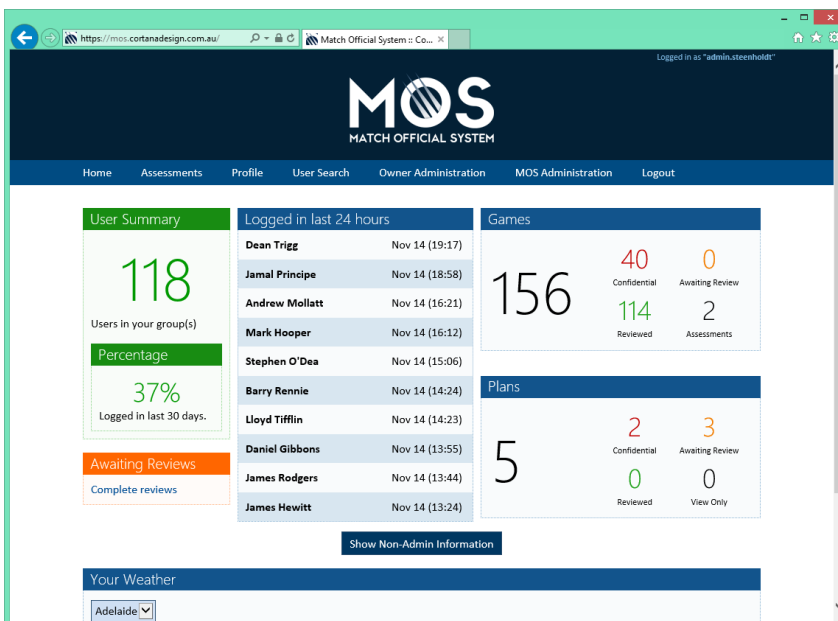 https://mos.cortanadesign.com.au/
Match Official System :: Co...
Logged in as "admin.steenholdt"
MOS
MATCH OFFICIAL SYSTEM
Home Assessments Profile User Search Owner Administration MOS Administration Logout
User Summary
118
Users in your group(s)
Percentage
37%
Logged in last 30 days.
Awaiting Reviews
Complete reviews
Logged in last 24 hours
Dean Trigg Nov 14 (19:17)
Jamal Principe Nov 14 (18:58)
Andrew Mollatt Nov 14 (16:21)
Mark Hooper Nov 14 (16:12)
Stephen O'Dea Nov 14 (15:06)
Barry Rennie Nov 14 (14:24)
Lloyd Tifflin Nov 14 (14:23)
Daniel Gibbons Nov 14 (13:55)
James Rodgers Nov 14 (13:44)
James Hewitt Nov 14 (13:24)
Games
156
40 0
Confidential Awaiting Review
114 2
Reviewed Assessments
Plans
5
2 3
Confidential Awaiting Review
0 0
Reviewed View Only
Show Non-Admin Information
Your Weather
Adelaide